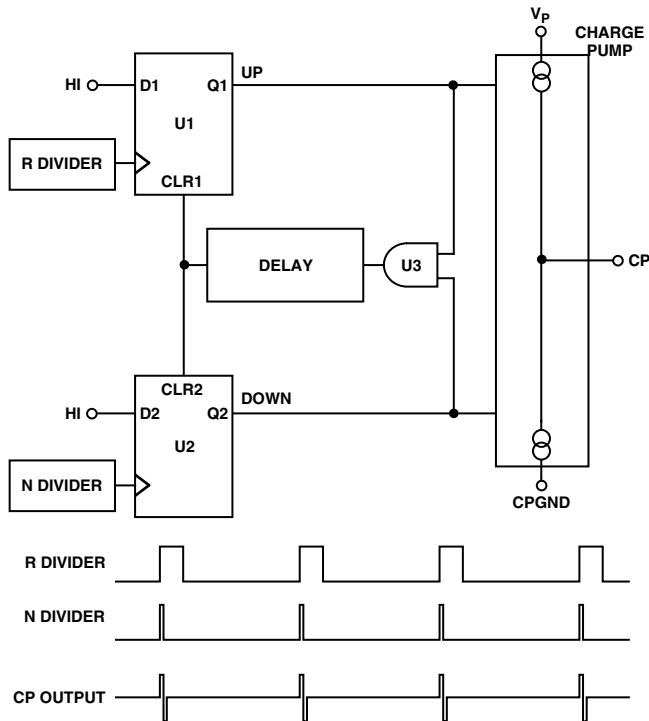 VP
CHARGE
PUMP
UP
HI
D1
Q1
U1
R DIVIDER
CLR1
DELAY
U3
CP
CLR2
DOWN
HI
D2
Q2
U2
N DIVIDER
CPGND
R DIVIDER
N DIVIDER
CP OUTPUT